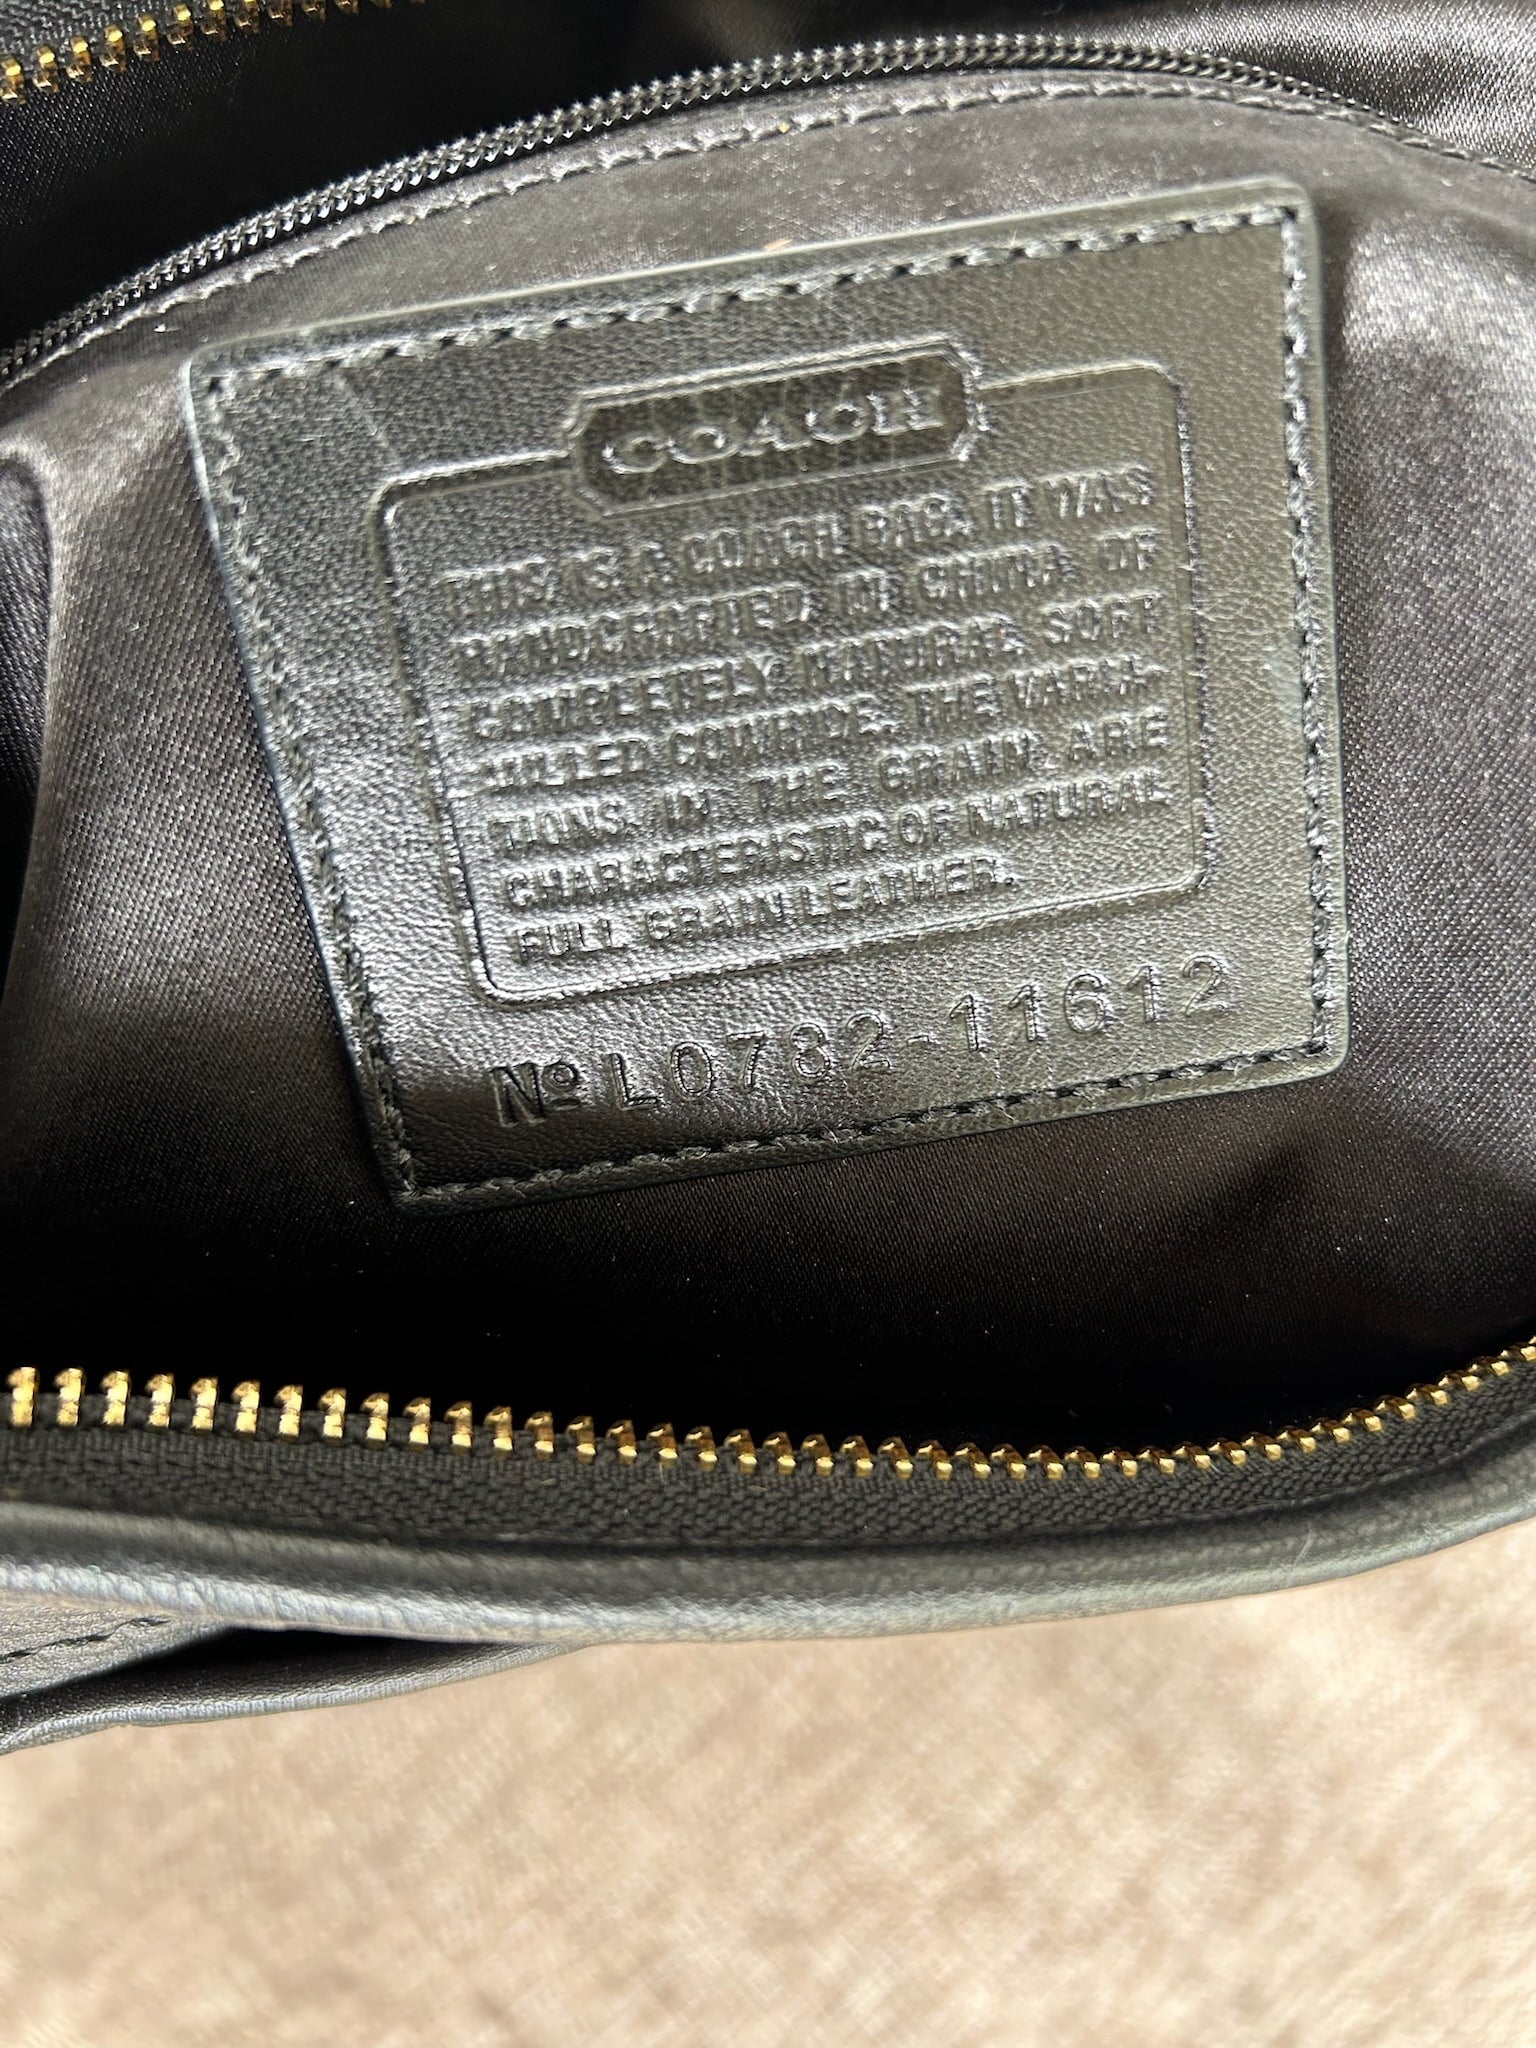 COACH
THIS IS A COACH BAG. IT WAS
HANDCRAFTED IN CHINA OF
COMPLETELY NATURAL SOFT
MILLED COWHIDE. THE VARIA-
TIONS IN THE GRAIN ARE
CHARACTERISTIC OF NATURAL
FULL GRAIN LEATHER.
No L0782-11612